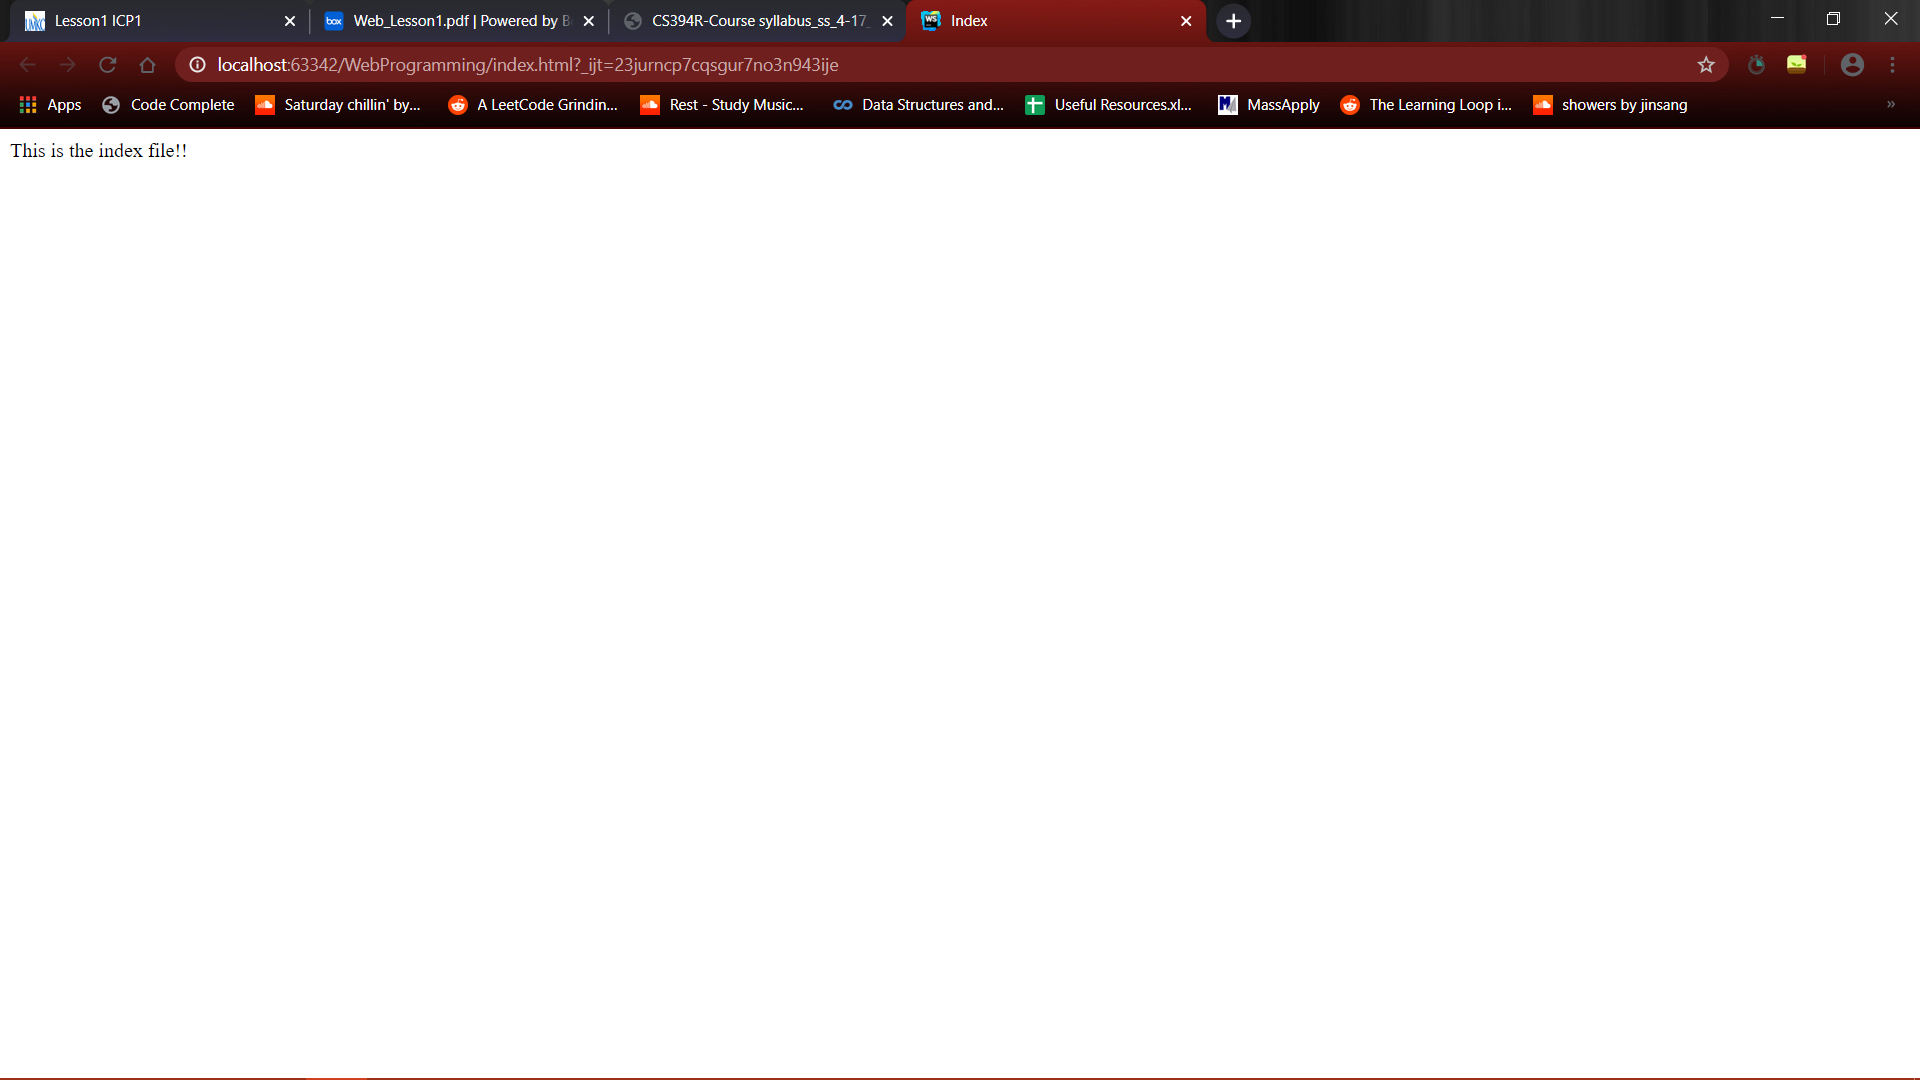 Lesson1 ICP1
Web_Lesson1.pdf | Powered by B
CS394R-Course syllabus_ss_4-17_
WS Index
localhost:63342/WebProgramming/index.html?_ijt=23jurncp7cqsgur7no3n943ije
Apps Code Complete Saturday chillin' by... A LeetCode Grindin... Rest - Study Music... Data Structures and... Useful Resources.xl... MassApply The Learning Loop i... showers by jinsang »
This is the index file!!